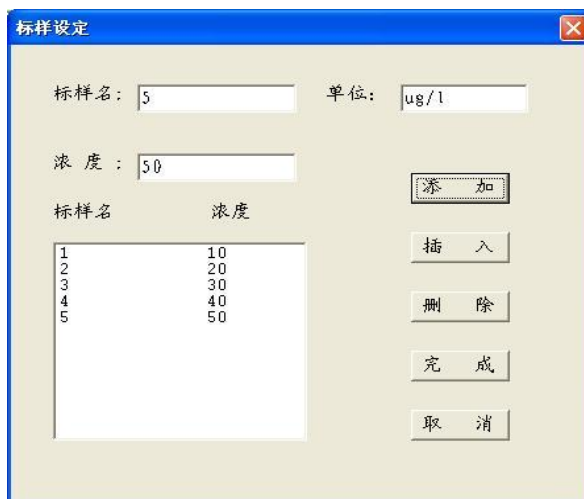 标样设定
标样名: 5 单位: ug/l
浓 度 : 50
添 加
标样名 浓度
插 入
1 10
2 20
3 30
4 40
5 50
删 除
完 成
取 消